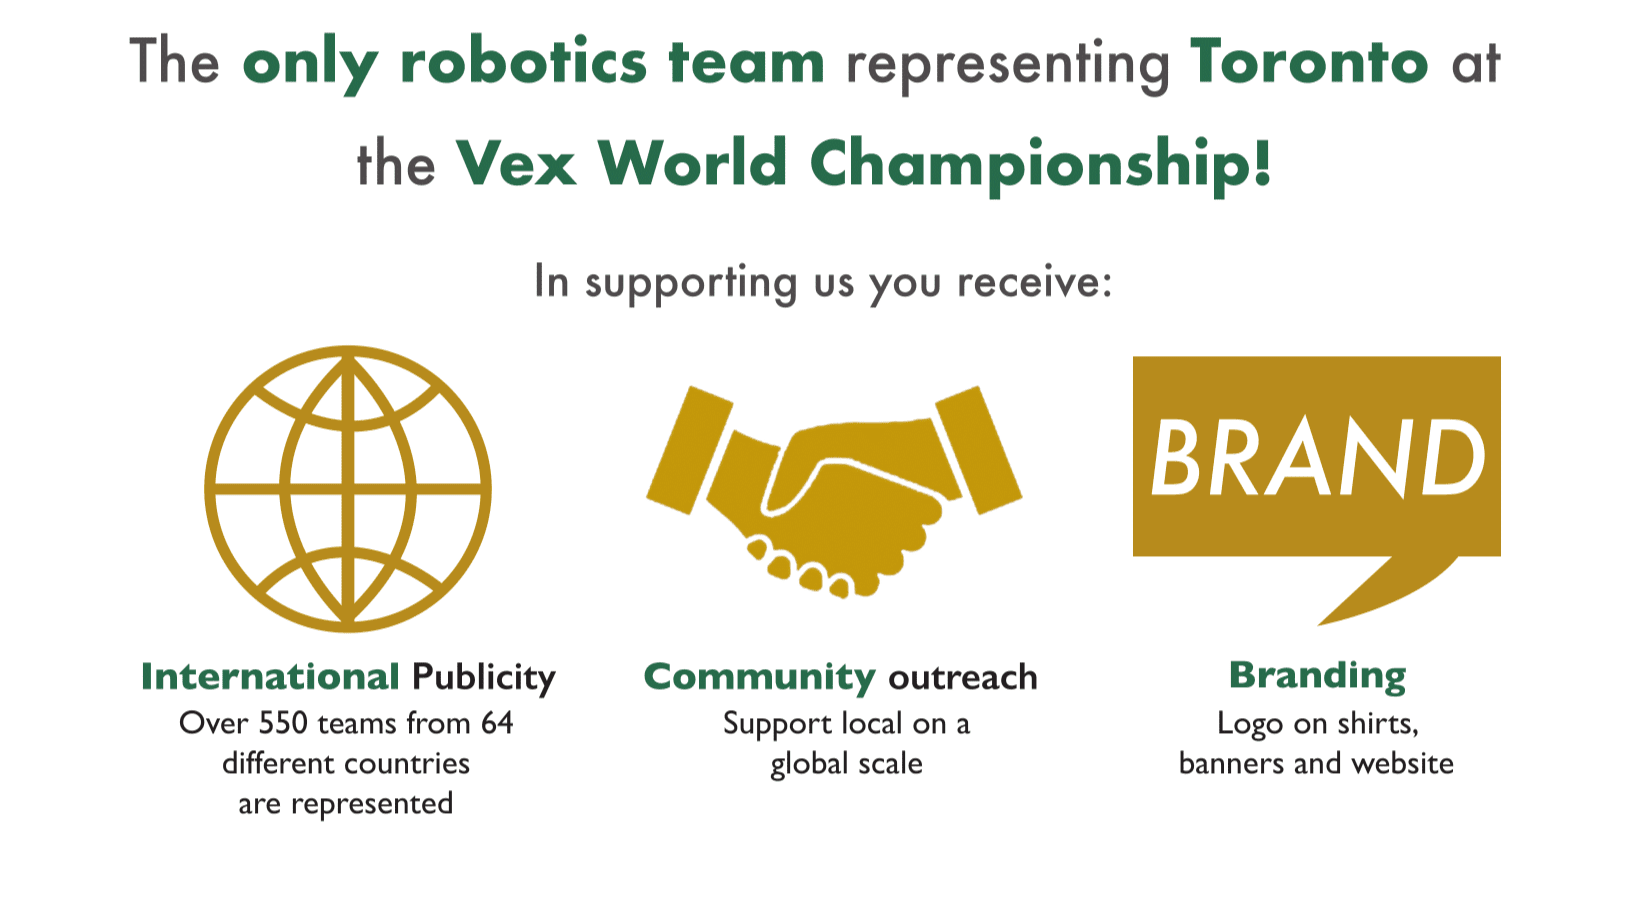 The only robotics team representing Toronto at
the Vex World Championship!
In supporting us you receive:
BRAND
International Publicity
Over 550 teams from 64
different countries
are represented
Community outreach
Support local on a
global scale
Branding
Logo on shirts,
banners and website